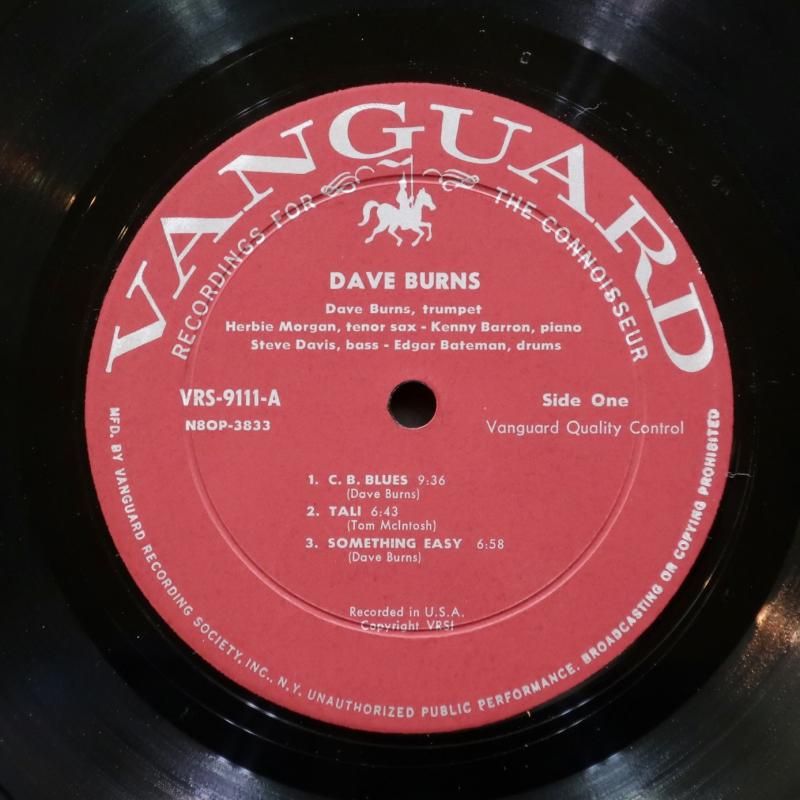 VANGUARD
RECORDINGS FOR THE CONNOISSEUR
DAVE BURNS
Dave Burns, trumpet
Herbie Morgan, tenor sax - Kenny Barron, piano
Steve Davis, bass - Edgar Bateman, drums
VRS-9111-A
N8OP-3833
Side One
Vanguard Quality Control
1. C. B. BLUES 9:36
(Dave Burns)
2. TALI 6:43
(Tom McIntosh)
3. SOMETHING EASY 6:58
(Dave Burns)
Recorded in U.S.A.
Copyright VRSI
MFD. BY VANGUARD RECORDING SOCIETY, INC., N.Y. UNAUTHORIZED PUBLIC PERFORMANCE, BROADCASTING OR COPYING PROHIBITED